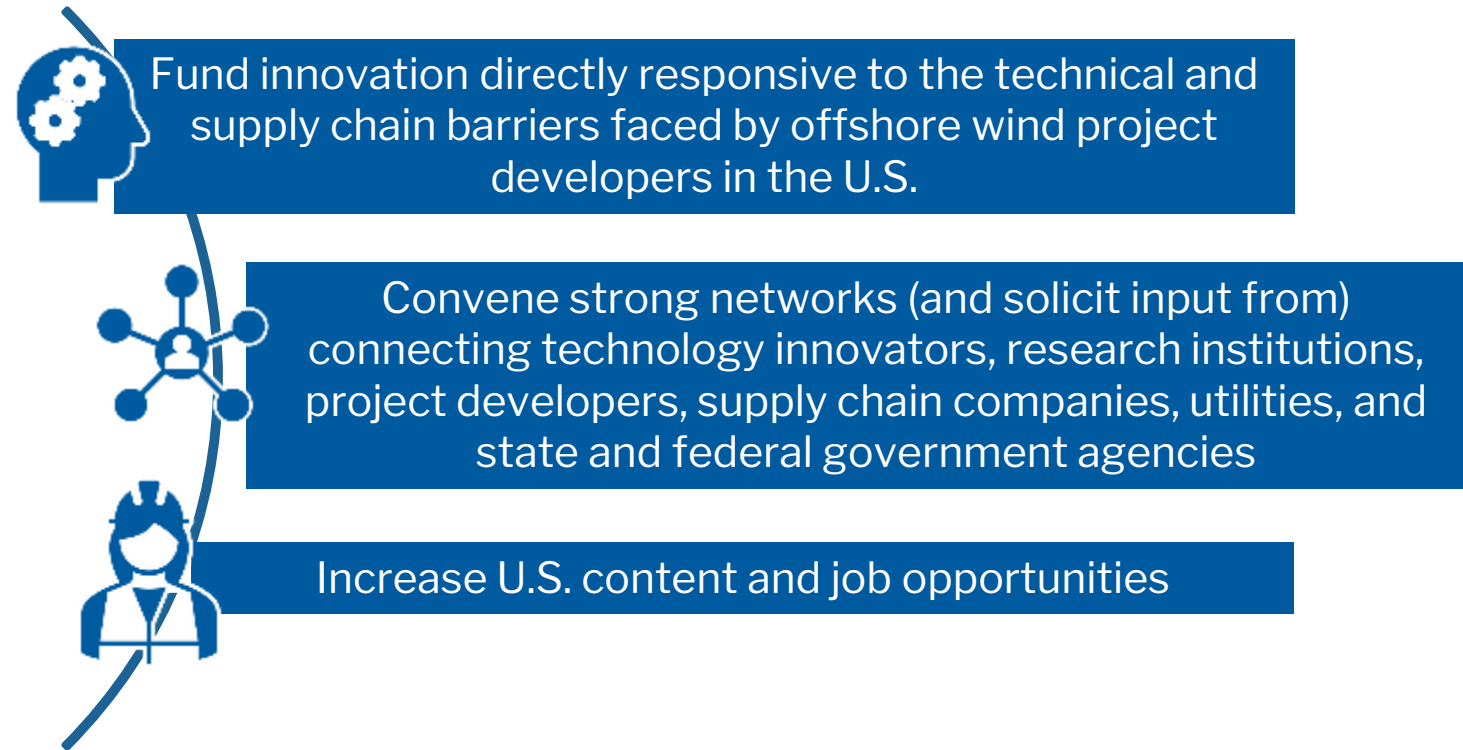 Fund innovation directly responsive to the technical and
supply chain barriers faced by offshore wind project
developers in the U.S.
Convene strong networks (and solicit input from)
connecting technology innovators, research institutions,
project developers, supply chain companies, utilities, and
state and federal government agencies
Increase U.S. content and job opportunities